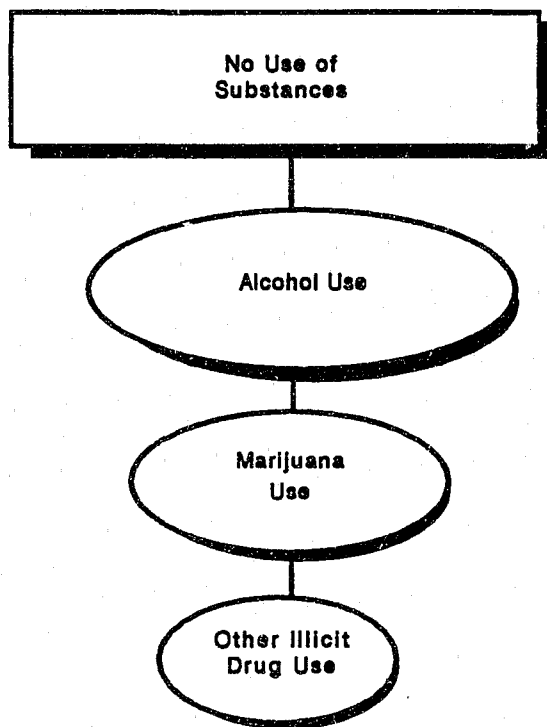 No Use of
Substances
Alcohol Use
Marijuana
Use
Other Illicit
Drug Use